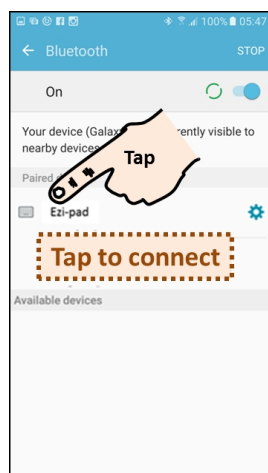 100% 05:47
Bluetooth STOP
On
Your device (Galax rently visible to
nearby devices
Tap
Paired d
Ezi-pad
Tap to connect
Available devices